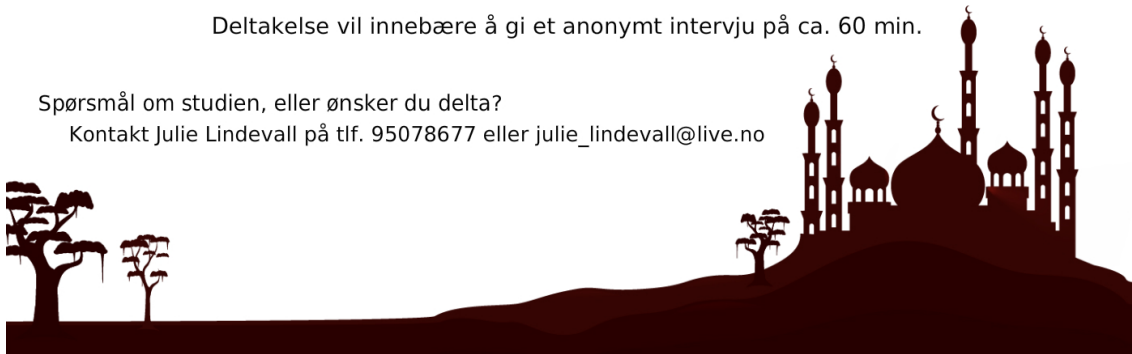 Deltakelse vil innebære å gi et anonymt intervju på ca. 60 min.
Spørsmål om studien, eller ønsker du delta?
Kontakt Julie Lindevall på tlf. 95078677 eller julie_lindevall@live.no